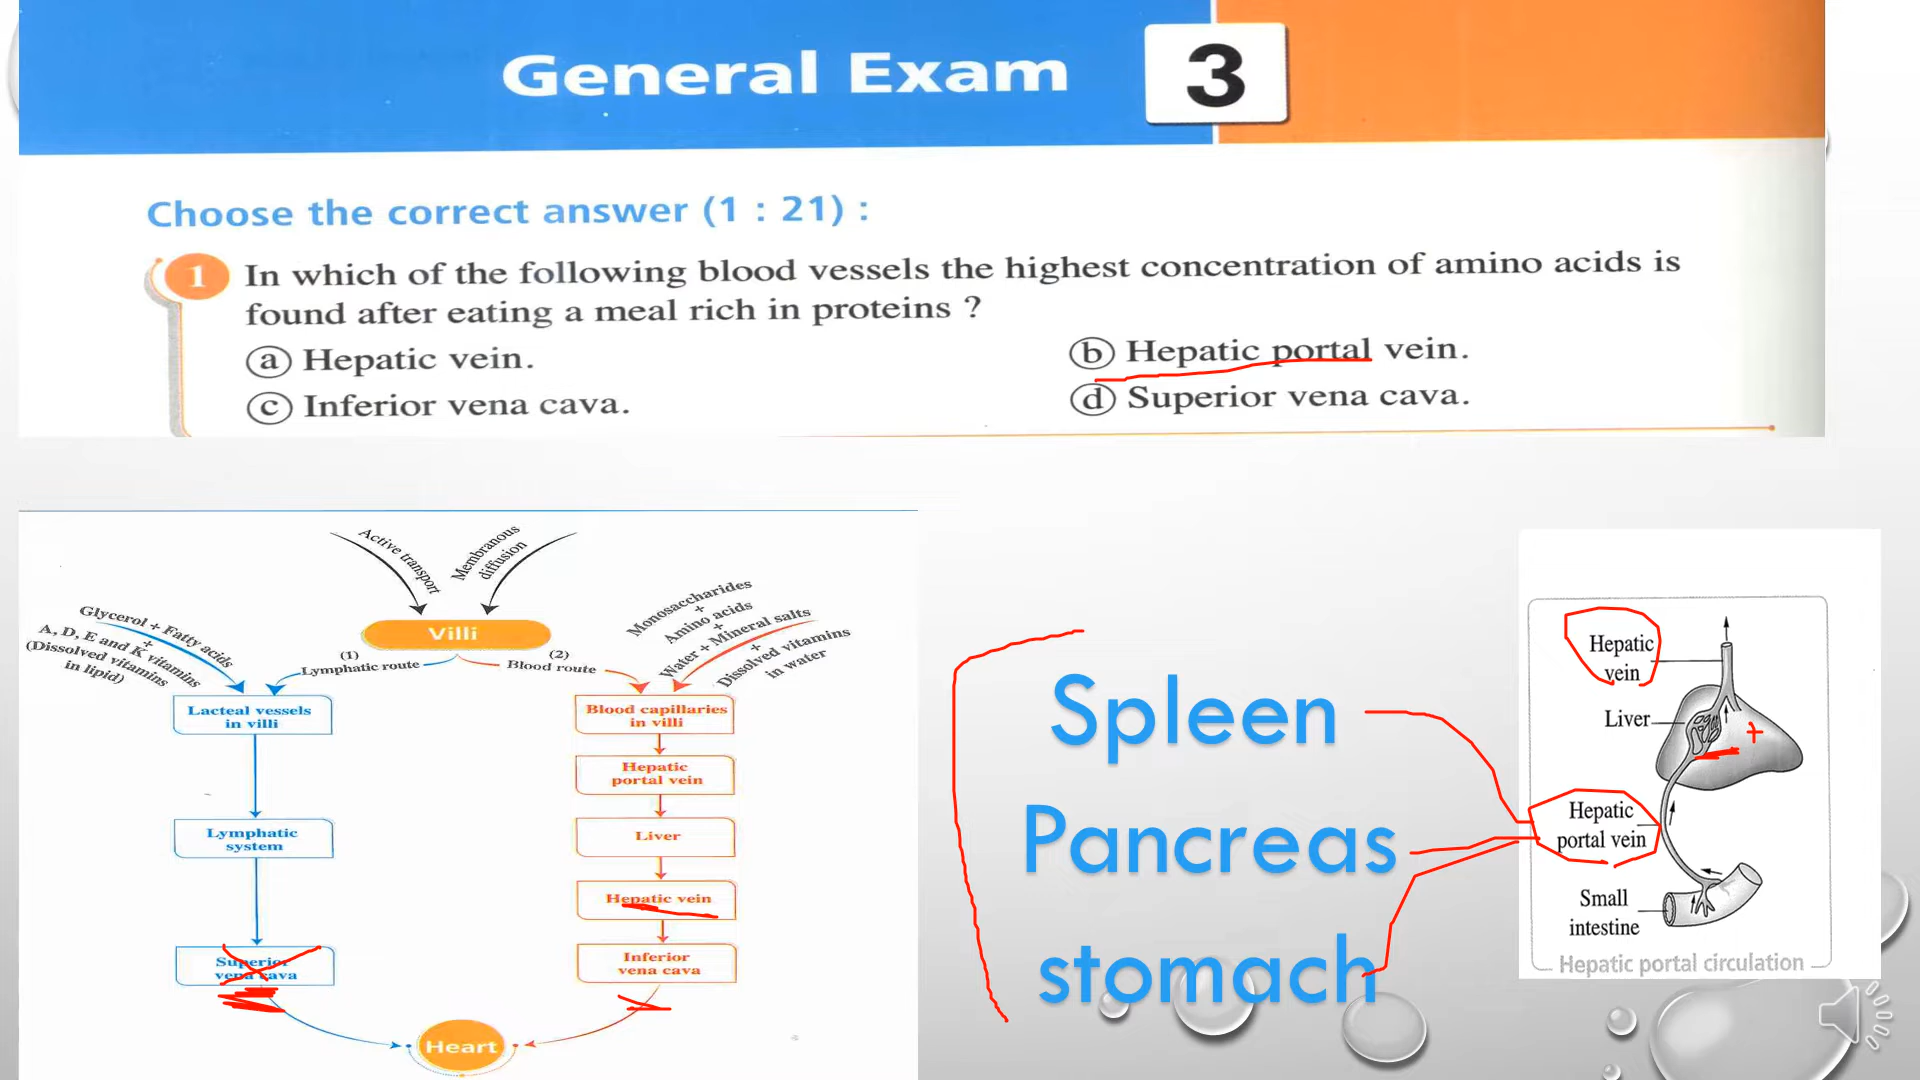 General Exam 3
Choose the correct answer (1 : 21) :
1 In which of the following blood vessels the highest concentration of amino acids is
found after eating a meal rich in proteins ?
a Hepatic vein.
b Hepatic portal vein.
c Inferior vena cava.
d Superior vena cava.
Active transport
Membranous
diffusion
Glycerol + Fatty acids
+
A, D, E and K vitamins
(Dissolved vitamins
in lipid)
Monosaccharides
+
Amino acids
+
Water + Mineral salts
+
Dissolved vitamins
in water
Villi
(1)
Lymphatic route
(2)
Blood route
Lacteal vessels
in villi
Lymphatic
system
Superior
vena cava
Blood capillaries
in villi
Hepatic
portal vein
Liver
Hepatic vein
Inferior
vena cava
Heart
Spleen
Pancreas
stomach
Hepatic
vein
Liver
Hepatic
portal vein
Small
intestine
Hepatic portal circulation